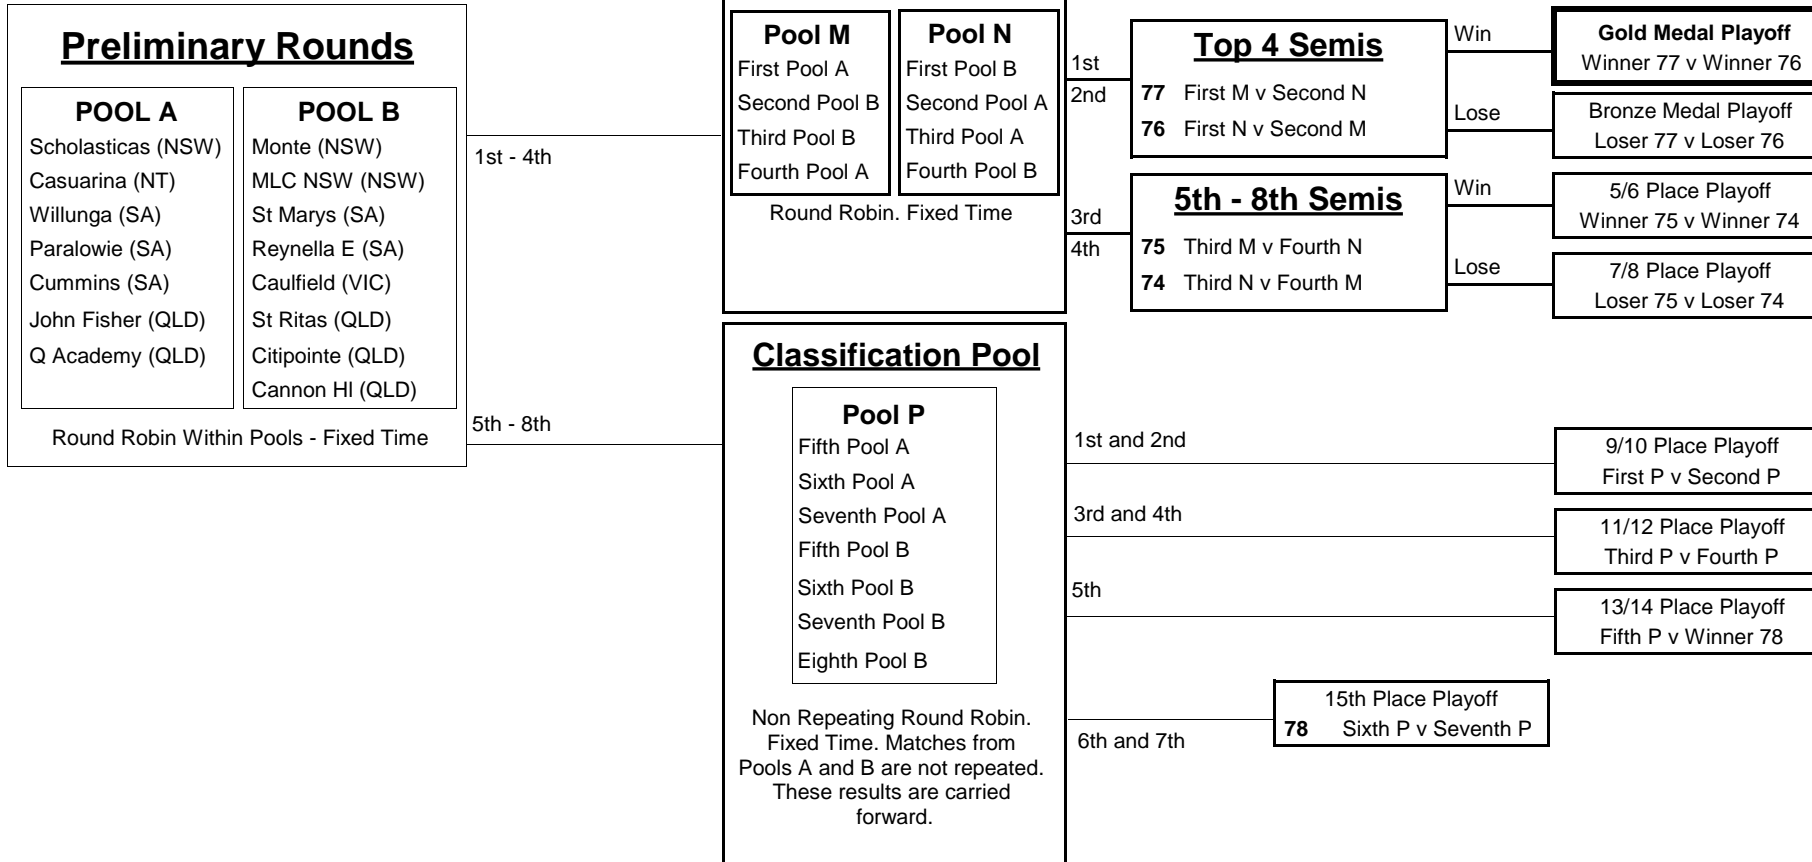 Preliminary Rounds
POOL A
Scholasticas (NSW)
Casuarina (NT)
Willunga (SA)
Paralowie (SA)
Cummins (SA)
John Fisher (QLD)
Q Academy (QLD)
POOL B
Monte (NSW)
MLC NSW (NSW)
St Marys (SA)
Reynella E (SA)
Caulfield (VIC)
St Ritas (QLD)
Citipointe (QLD)
Cannon Hl (QLD)
Round Robin Within Pools - Fixed Time
1st - 4th
5th - 8th
Pool M
First Pool A
Second Pool B
Third Pool B
Fourth Pool A
Pool N
First Pool B
Second Pool A
Third Pool A
Fourth Pool B
Round Robin. Fixed Time
1st
2nd
3rd
4th
Top 4 Semis
77 First M v Second N
76 First N v Second M
5th - 8th Semis
75 Third M v Fourth N
74 Third N v Fourth M
Win
Lose
Win
Lose
Gold Medal Playoff
Winner 77 v Winner 76
Bronze Medal Playoff
Loser 77 v Loser 76
5/6 Place Playoff
Winner 75 v Winner 74
7/8 Place Playoff
Loser 75 v Loser 74
Classification Pool
Pool P
Fifth Pool A
Sixth Pool A
Seventh Pool A
Fifth Pool B
Sixth Pool B
Seventh Pool B
Eighth Pool B
Non Repeating Round Robin.
Fixed Time. Matches from
Pools A and B are not repeated.
These results are carried
forward.
1st and 2nd
3rd and 4th
5th
6th and 7th
9/10 Place Playoff
First P v Second P
11/12 Place Playoff
Third P v Fourth P
13/14 Place Playoff
Fifth P v Winner 78
15th Place Playoff
78 Sixth P v Seventh P